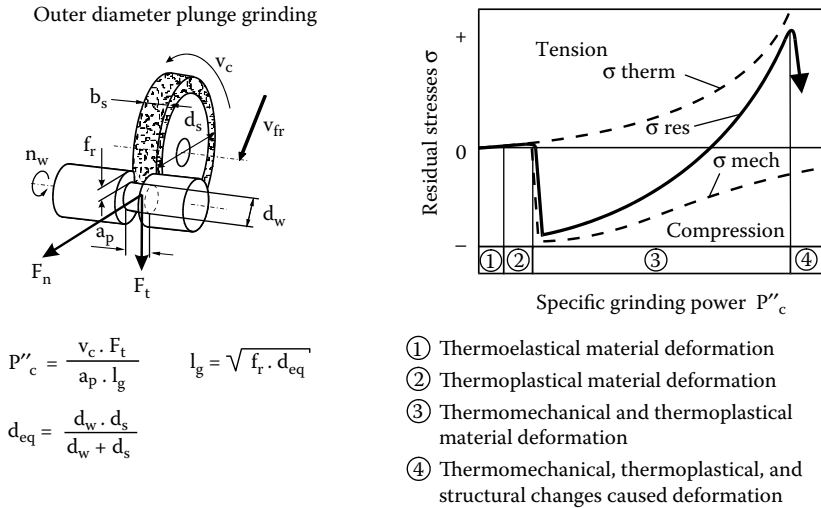 Outer diameter plunge grinding
v_c
b_s
d_s
v_fr
f_r
n_w
d_w
a_p
F_n
F_t
P″_c = v_c . F_t / a_p . l_g
l_g = √ f_r . d_eq
d_eq = d_w . d_s / d_w + d_s
Residual stresses σ
+
0
−
Tension
σ therm
σ res
σ mech
Compression
① ② ③ ④
Specific grinding power P″_c
① Thermoelastical material deformation
② Thermoplastical material deformation
③ Thermomechanical and thermoplastical
material deformation
④ Thermomechanical, thermoplastical, and
structural changes caused deformation